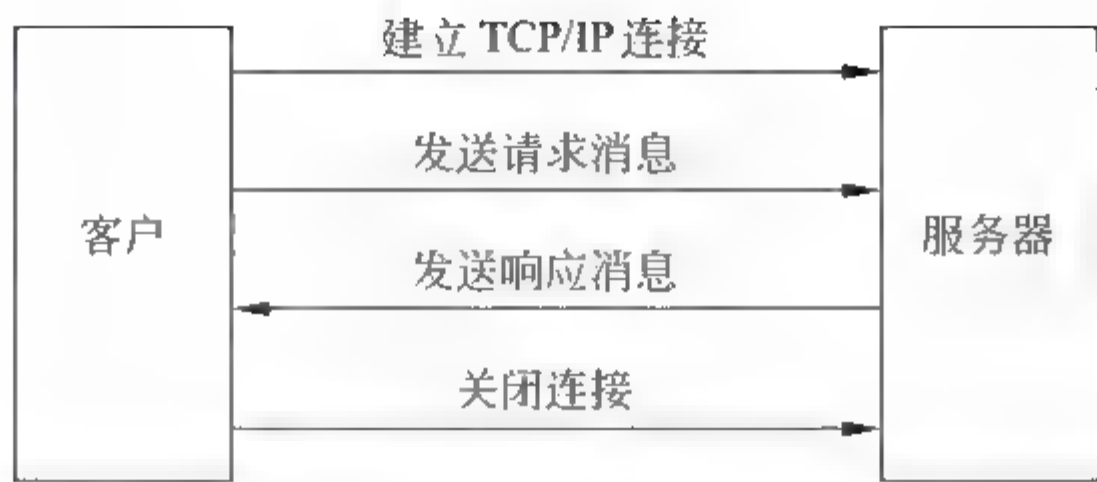 建立 TCP/IP 连接
发送请求消息
客户
服务器
发送响应消息
关闭连接